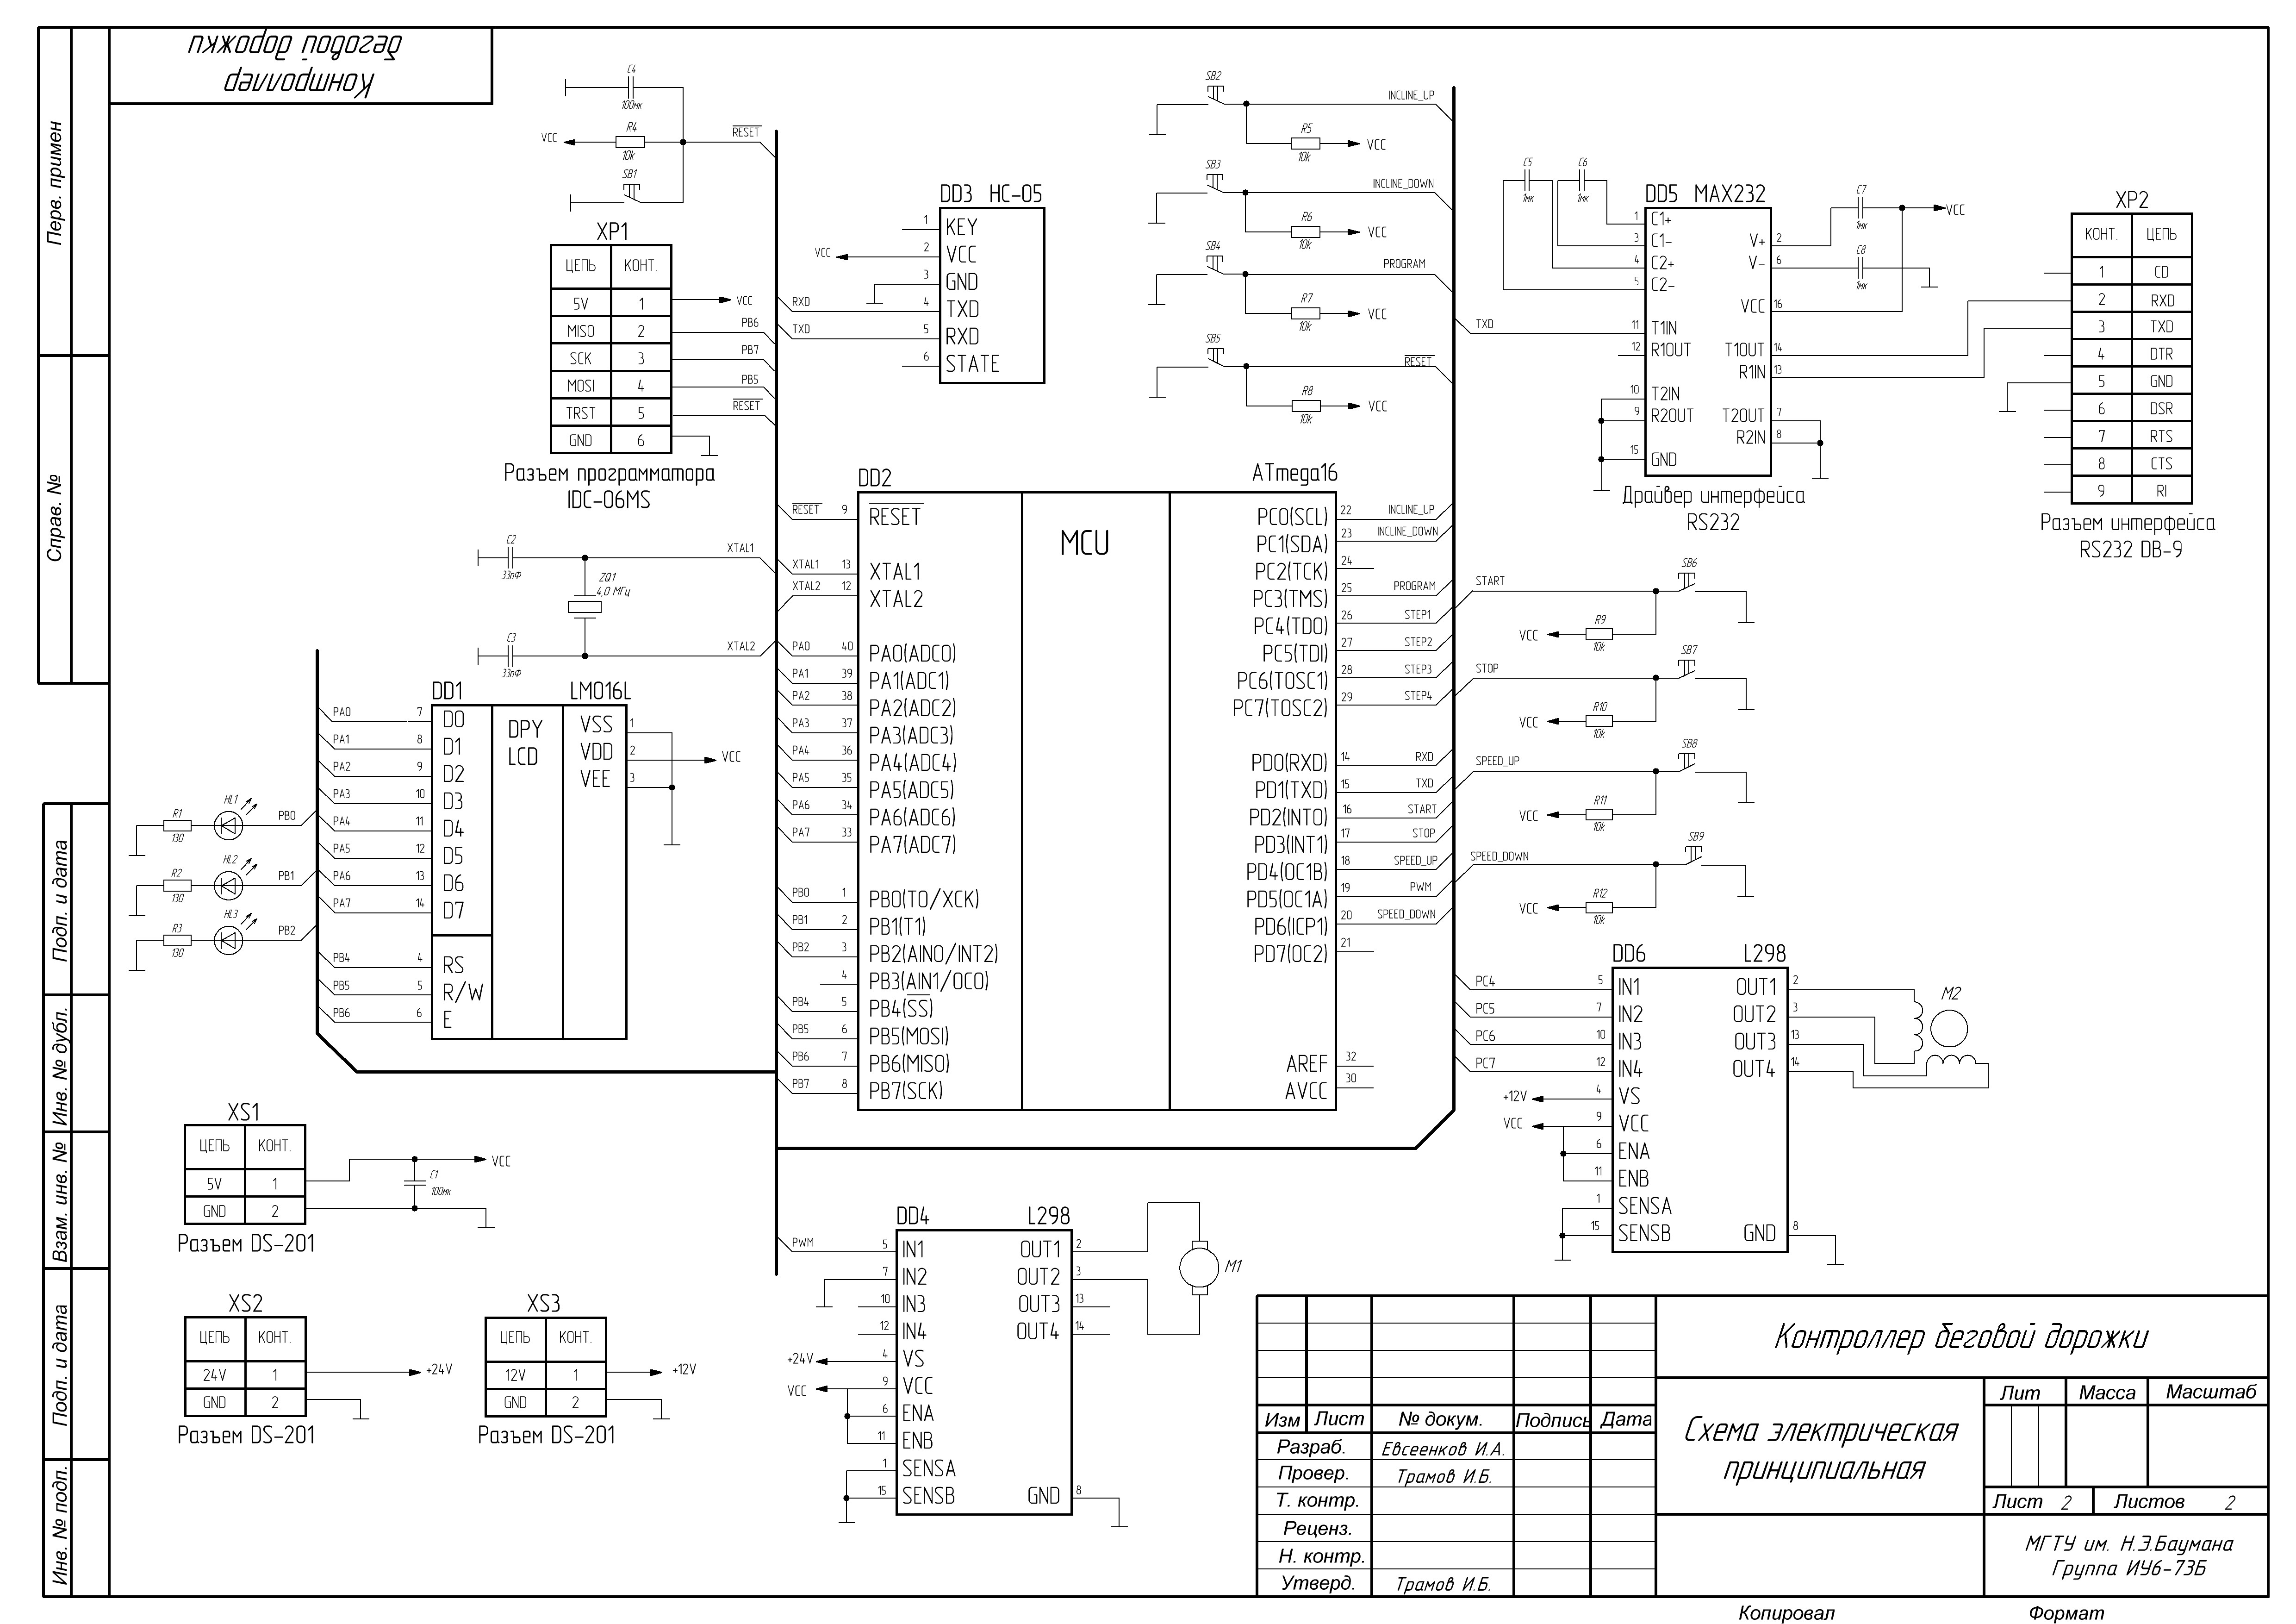 Контроллер
беговой дорожки
Перв. примен
Справ. №
Подп. и дата
Инв. № дубл.
Взам. инв. №
Подп. и дата
Инв. № подп.
C4
100мк
VCC
R4
10k
RESET
SB1
XP1
ЦЕПЬ КОНТ.
5V 1 VCC
MISO 2 PB6
SCK 3 PB7
MOSI 4 PB5
TRST 5 RESET
GND 6
Разъем программатора
IDC-06MS
DD3 HC-05
1 KEY
VCC 2 VCC
3 GND
RXD 4 TXD
TXD 5 RXD
6 STATE
SB2
INCLINE_UP
R5
10k
VCC
SB3
INCLINE_DOWN
R6
10k
VCC
SB4
PROGRAM
R7
10k
VCC
SB5
RESET
R8
10k
VCC
C5
1мк
C6
1мк
DD5 MAX232
1 C1+
3 C1-
4 C2+
5 C2-
TXD 11 T1IN
12 R1OUT
10 T2IN
9 R2OUT
15 GND
V+ 2
V- 6
VCC 16
T1OUT 14
R1IN 13
T2OUT 7
R2IN 8
C7
1мк
VCC
C8
1мк
Драйвер интерфейса
RS232
XP2
КОНТ. ЦЕПЬ
1 CD
2 RXD
3 TXD
4 DTR
5 GND
6 DSR
7 RTS
8 CTS
9 RI
Разъем интерфейса
RS232 DB-9
C2
33пФ
XTAL1
ZQ1
4,0 МГц
C3
33пФ
XTAL2
DD2 ATmega16
MCU
RESET 9 RESET
XTAL1 13 XTAL1
XTAL2 12 XTAL2
PA0 40 PA0(ADC0)
PA1 39 PA1(ADC1)
PA2 38 PA2(ADC2)
PA3 37 PA3(ADC3)
PA4 36 PA4(ADC4)
PA5 35 PA5(ADC5)
PA6 34 PA6(ADC6)
PA7 33 PA7(ADC7)
PB0 1 PB0(TO/XCK)
PB1 2 PB1(T1)
PB2 3 PB2(AIN0/INT2)
4 PB3(AIN1/OC0)
PB4 5 PB4(SS)
PB5 6 PB5(MOSI)
PB6 7 PB6(MISO)
PB7 8 PB7(SCK)
PC0(SCL) 22 INCLINE_UP
PC1(SDA) 23 INCLINE_DOWN
PC2(TCK) 24
PC3(TMS) 25 PROGRAM
PC4(TDO) 26 STEP1
PC5(TDI) 27 STEP2
PC6(TOSC1) 28 STEP3
PC7(TOSC2) 29 STEP4
PD0(RXD) 14 RXD
PD1(TXD) 15 TXD
PD2(INT0) 16 START
PD3(INT1) 17 STOP
PD4(OC1B) 18 SPEED_UP
PD5(OC1A) 19 PWM
PD6(ICP1) 20 SPEED_DOWN
PD7(OC2) 21
AREF 32
AVCC 30
START
SB6
R9
10k
VCC
STOP
SB7
R10
10k
VCC
SPEED_UP
SB8
R11
10k
VCC
SPEED_DOWN
SB9
R12
10k
VCC
DD1 LM016L
DPY
LCD
PA0 7 D0
PA1 8 D1
PA2 9 D2
PA3 10 D3
PA4 11 D4
PA5 12 D5
PA6 13 D6
PA7 14 D7
PB4 4 RS
PB5 5 R/W
PB6 6 E
VSS 1
VDD 2 VCC
VEE 3
R1
130
HL1
PB0
R2
130
HL2
PB1
R3
130
HL3
PB2
DD6 L298
PC4 5 IN1
PC5 7 IN2
PC6 10 IN3
PC7 12 IN4
+12V 4 VS
VCC 9 VCC
6 ENA
11 ENB
1 SENSA
15 SENSB
OUT1 2
OUT2 3
OUT3 13
OUT4 14
GND 8
M2
XS1
ЦЕПЬ КОНТ.
5V 1
GND 2
Разъем DS-201
VCC
C1
100мк
XS2
ЦЕПЬ КОНТ.
24V 1 +24V
GND 2
Разъем DS-201
XS3
ЦЕПЬ КОНТ.
12V 1 +12V
GND 2
Разъем DS-201
DD4 L298
PWM 5 IN1
7 IN2
10 IN3
12 IN4
+24V 4 VS
VCC 9 VCC
6 ENA
11 ENB
1 SENSA
15 SENSB
OUT1 2
OUT2 3
OUT3 13
OUT4 14
GND 8
M1
Контроллер беговой дорожки
Изм Лист № докум. Подпись Дата
Разраб. Евсеенков И.А.
Провер. Трамов И.Б.
Т. контр.
Реценз.
Н. контр.
Утверд. Трамов И.Б.
Схема электрическая
принципиальная
Лит Масса Масштаб
Лист 2 Листов 2
МГТУ им. Н.Э.Баумана
Группа ИУ6-73Б
Копировал Формат